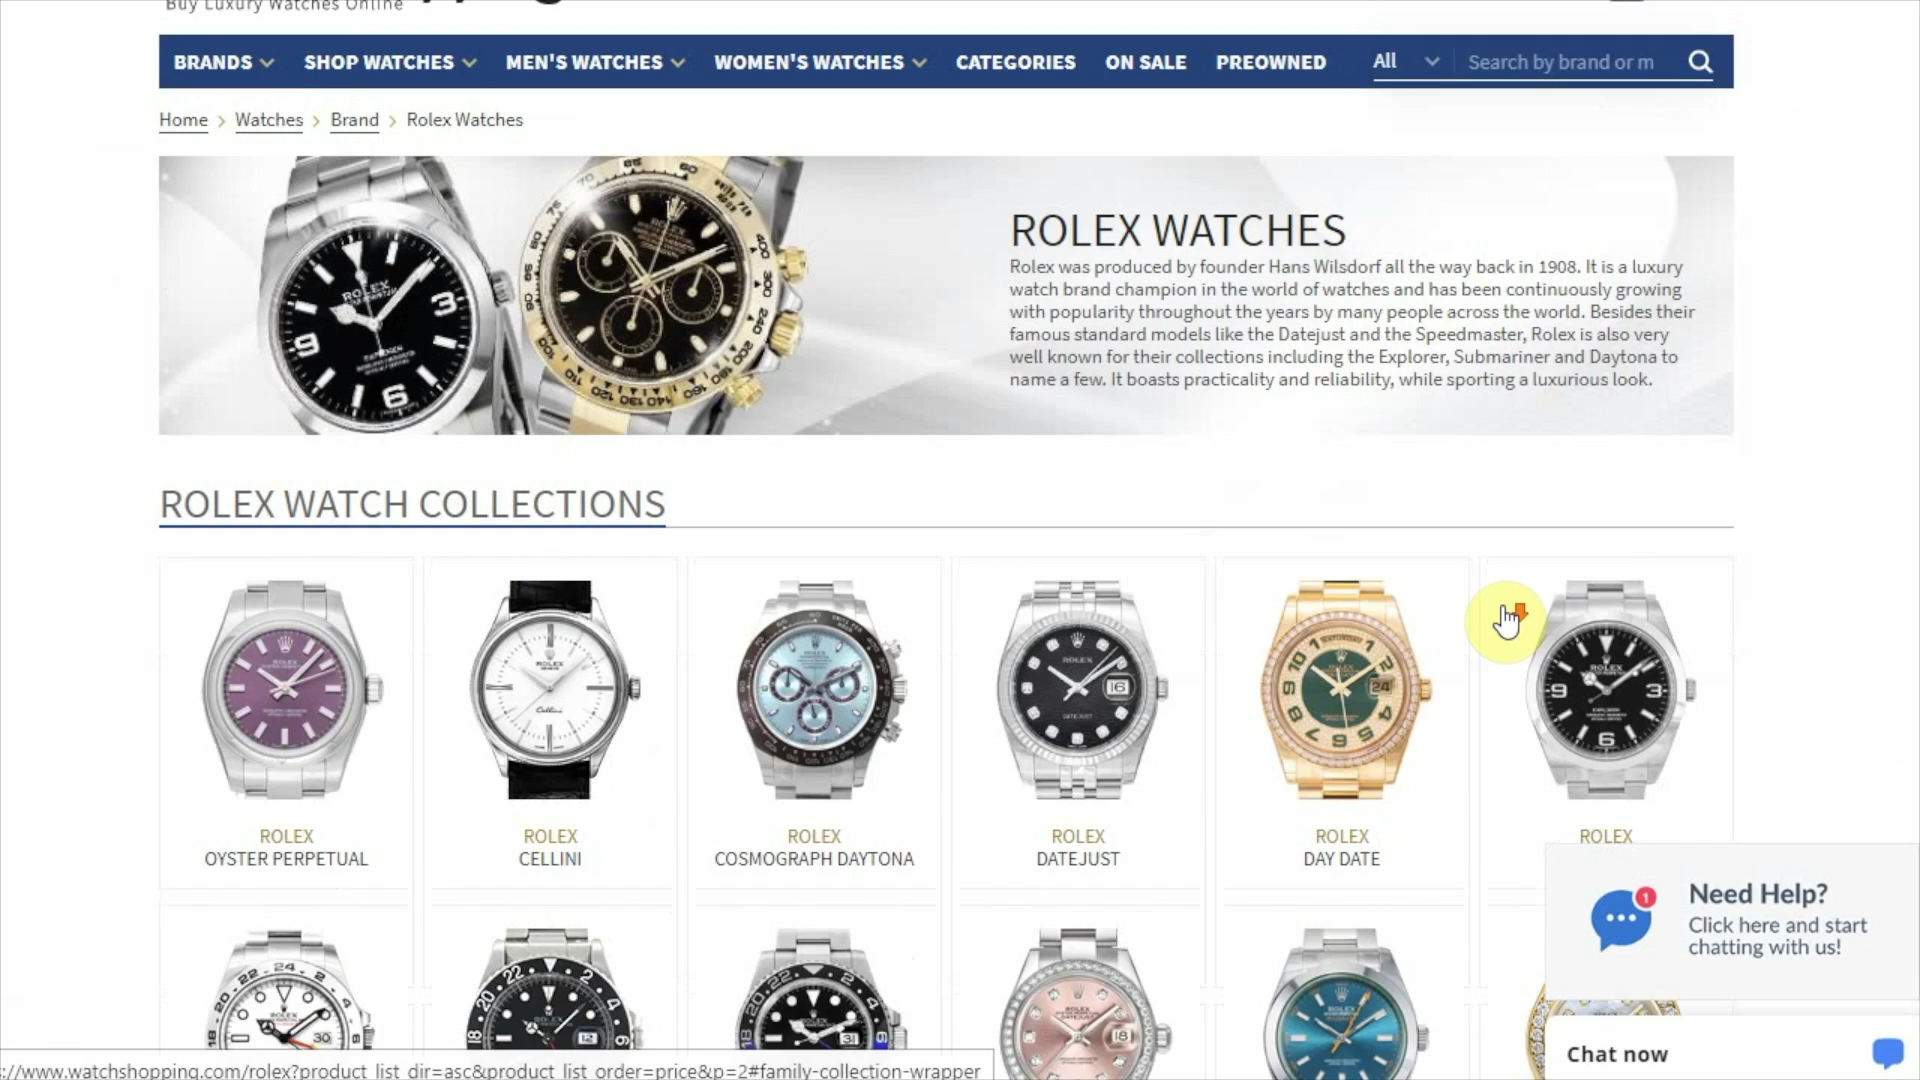 Buy Luxury Watches Online
BRANDS SHOP WATCHES MEN'S WATCHES WOMEN'S WATCHES CATEGORIES ON SALE PREOWNED All Search by brand or m
Home > Watches > Brand > Rolex Watches
ROLEX WATCHES
Rolex was produced by founder Hans Wilsdorf all the way back in 1908. It is a luxury
watch brand champion in the world of watches and has been continuously growing
with popularity throughout the years by many people across the world. Besides their
famous standard models like the Datejust and the Speedmaster, Rolex is also very
well known for their collections including the Explorer, Submariner and Daytona to
name a few. It boasts practicality and reliability, while sporting a luxurious look.
ROLEX WATCH COLLECTIONS
ROLEX
OYSTER PERPETUAL
ROLEX
CELLINI
ROLEX
COSMOGRAPH DAYTONA
ROLEX
DATEJUST
ROLEX
DAY DATE
ROLEX
1
Need Help?
Click here and start
chatting with us!
Chat now
://www.watchshopping.com/rolex?product_list_dir=asc&product_list_order=price&p=2#family-collection-wrapper